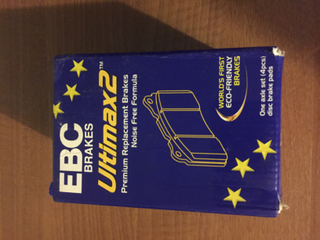 EBC
BRAKES
Ultimax2™
Premium Replacement Brakes
Noise Free Formula
WORLD'S FIRST
ECO-FRIENDLY
BRAKES
One axle set (4pcs)
disc brake pads